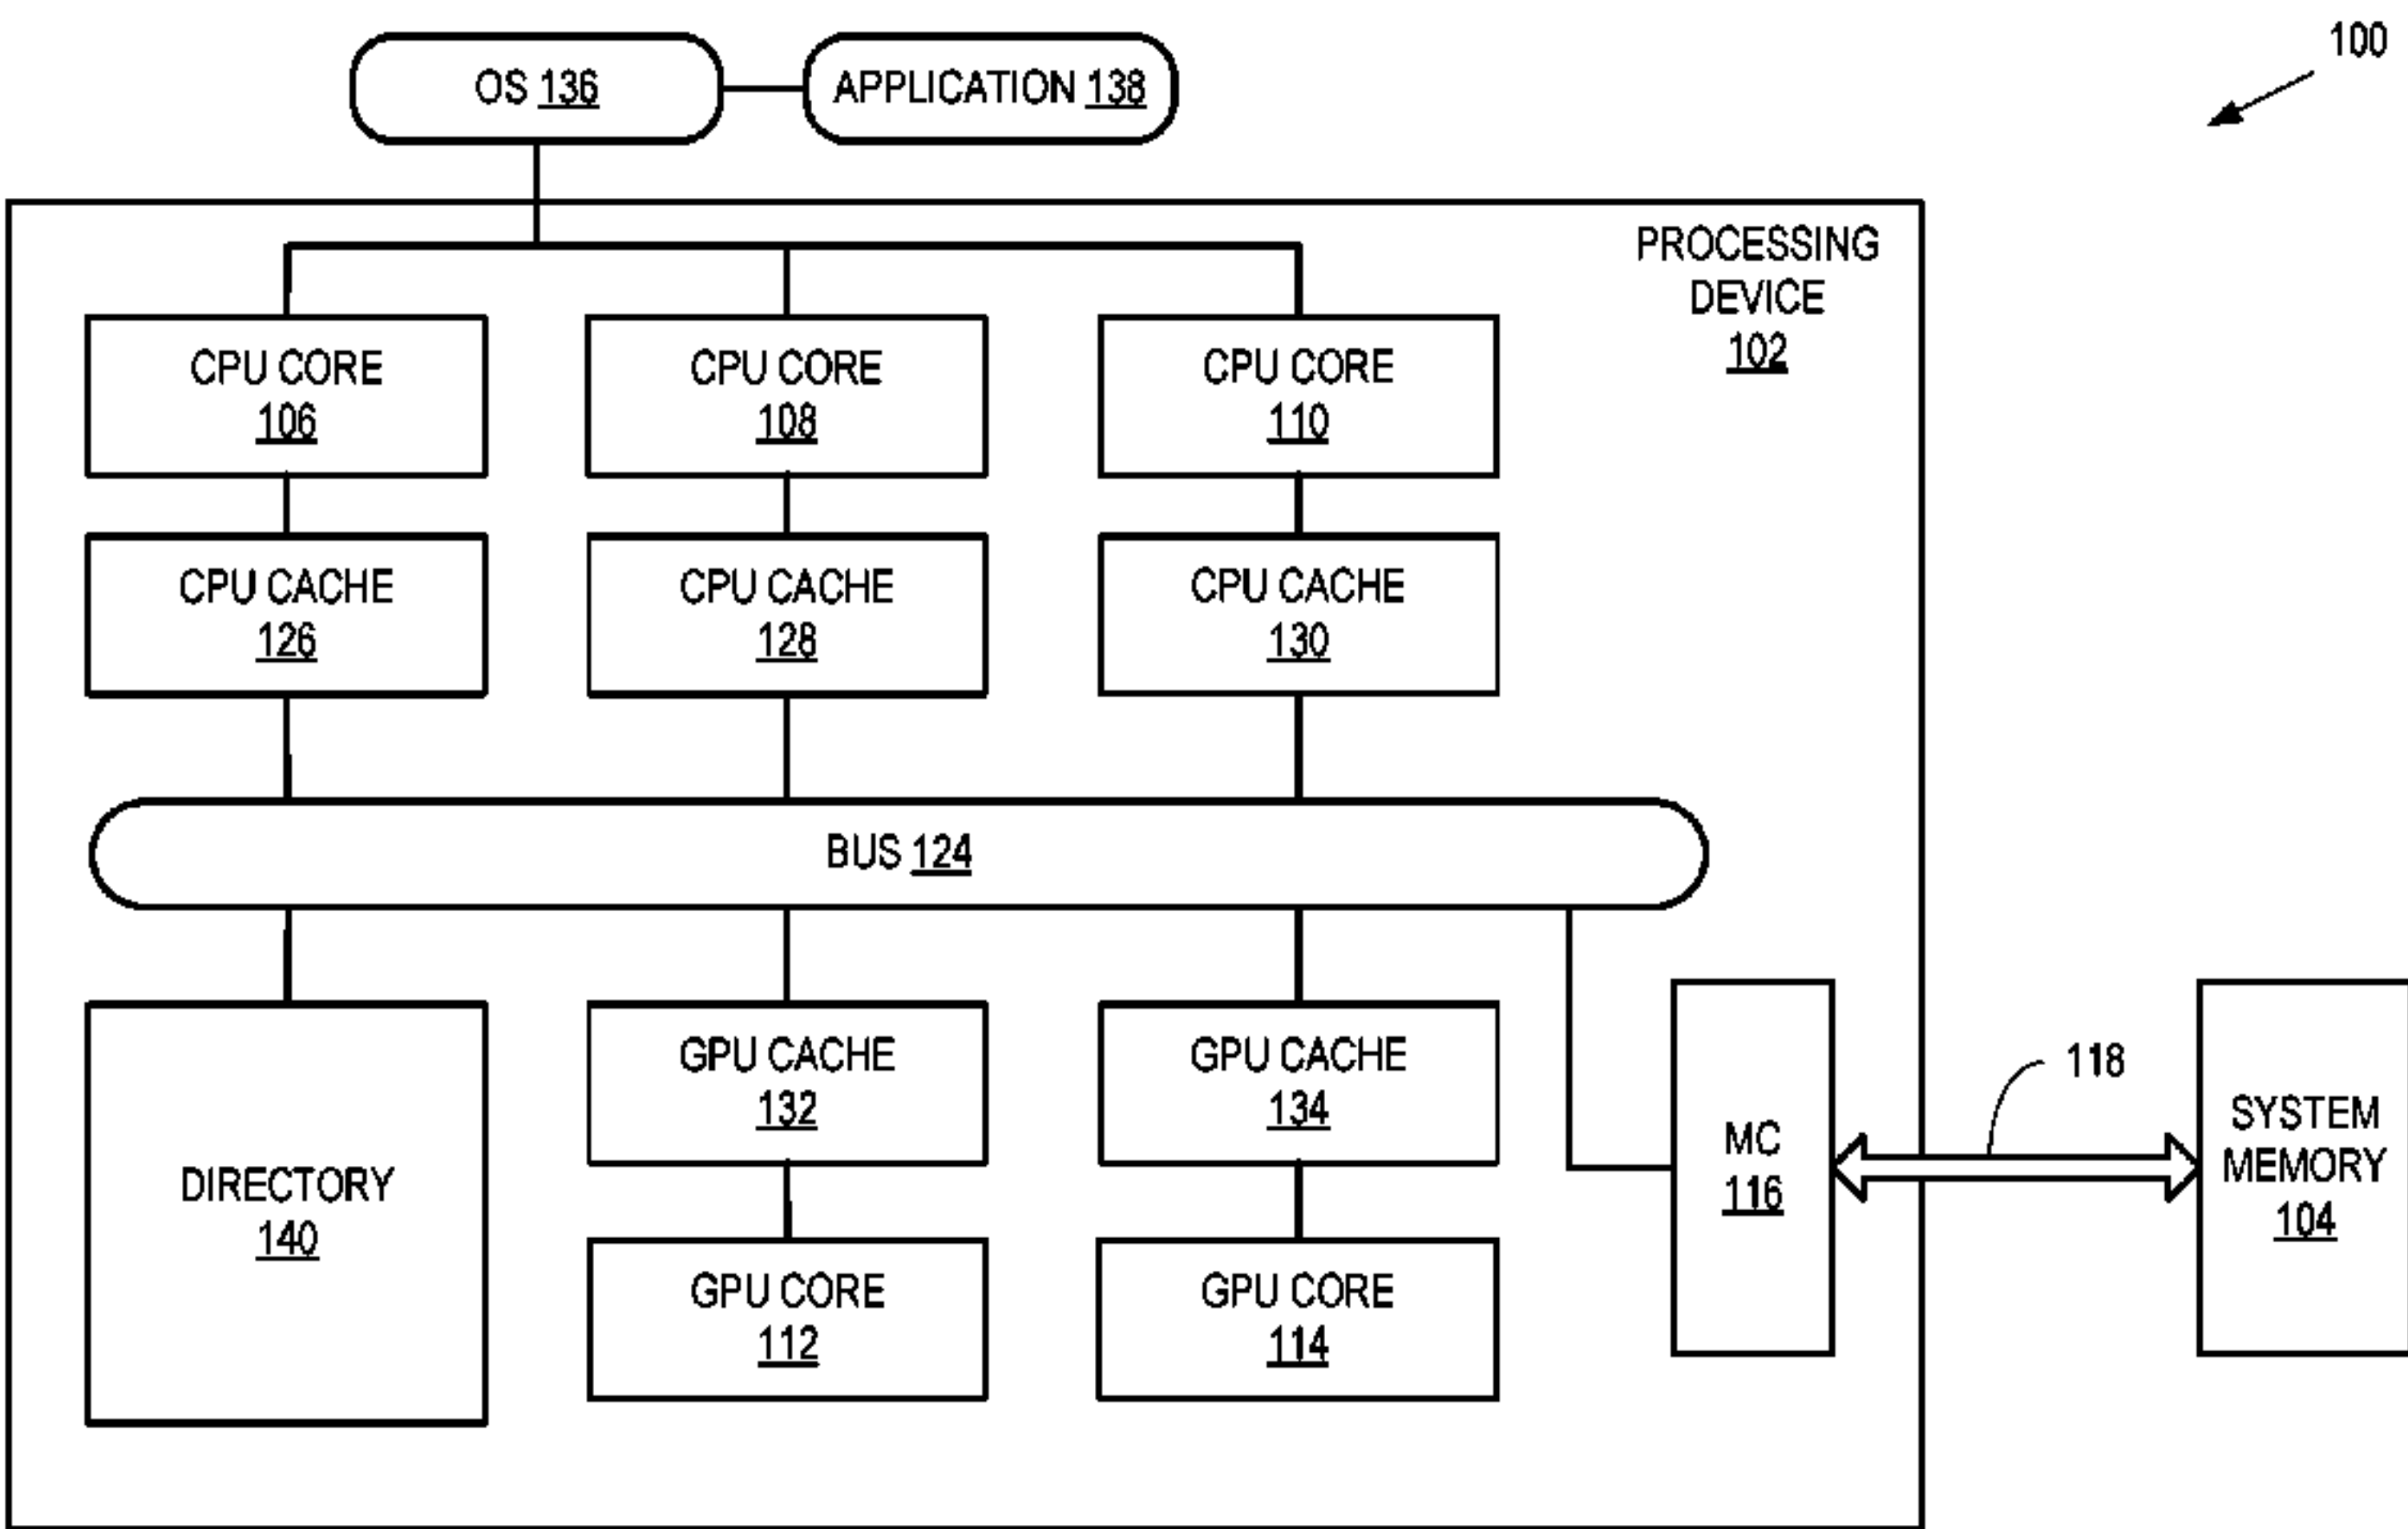 100
OS 136
APPLICATION 138
PROCESSING
DEVICE
102
CPU CORE
106
CPU CORE
108
CPU CORE
110
CPU CACHE
126
CPU CACHE
128
CPU CACHE
130
BUS 124
DIRECTORY
140
GPU CACHE
132
GPU CACHE
134
GPU CORE
112
GPU CORE
114
MC
116
118
SYSTEM
MEMORY
104